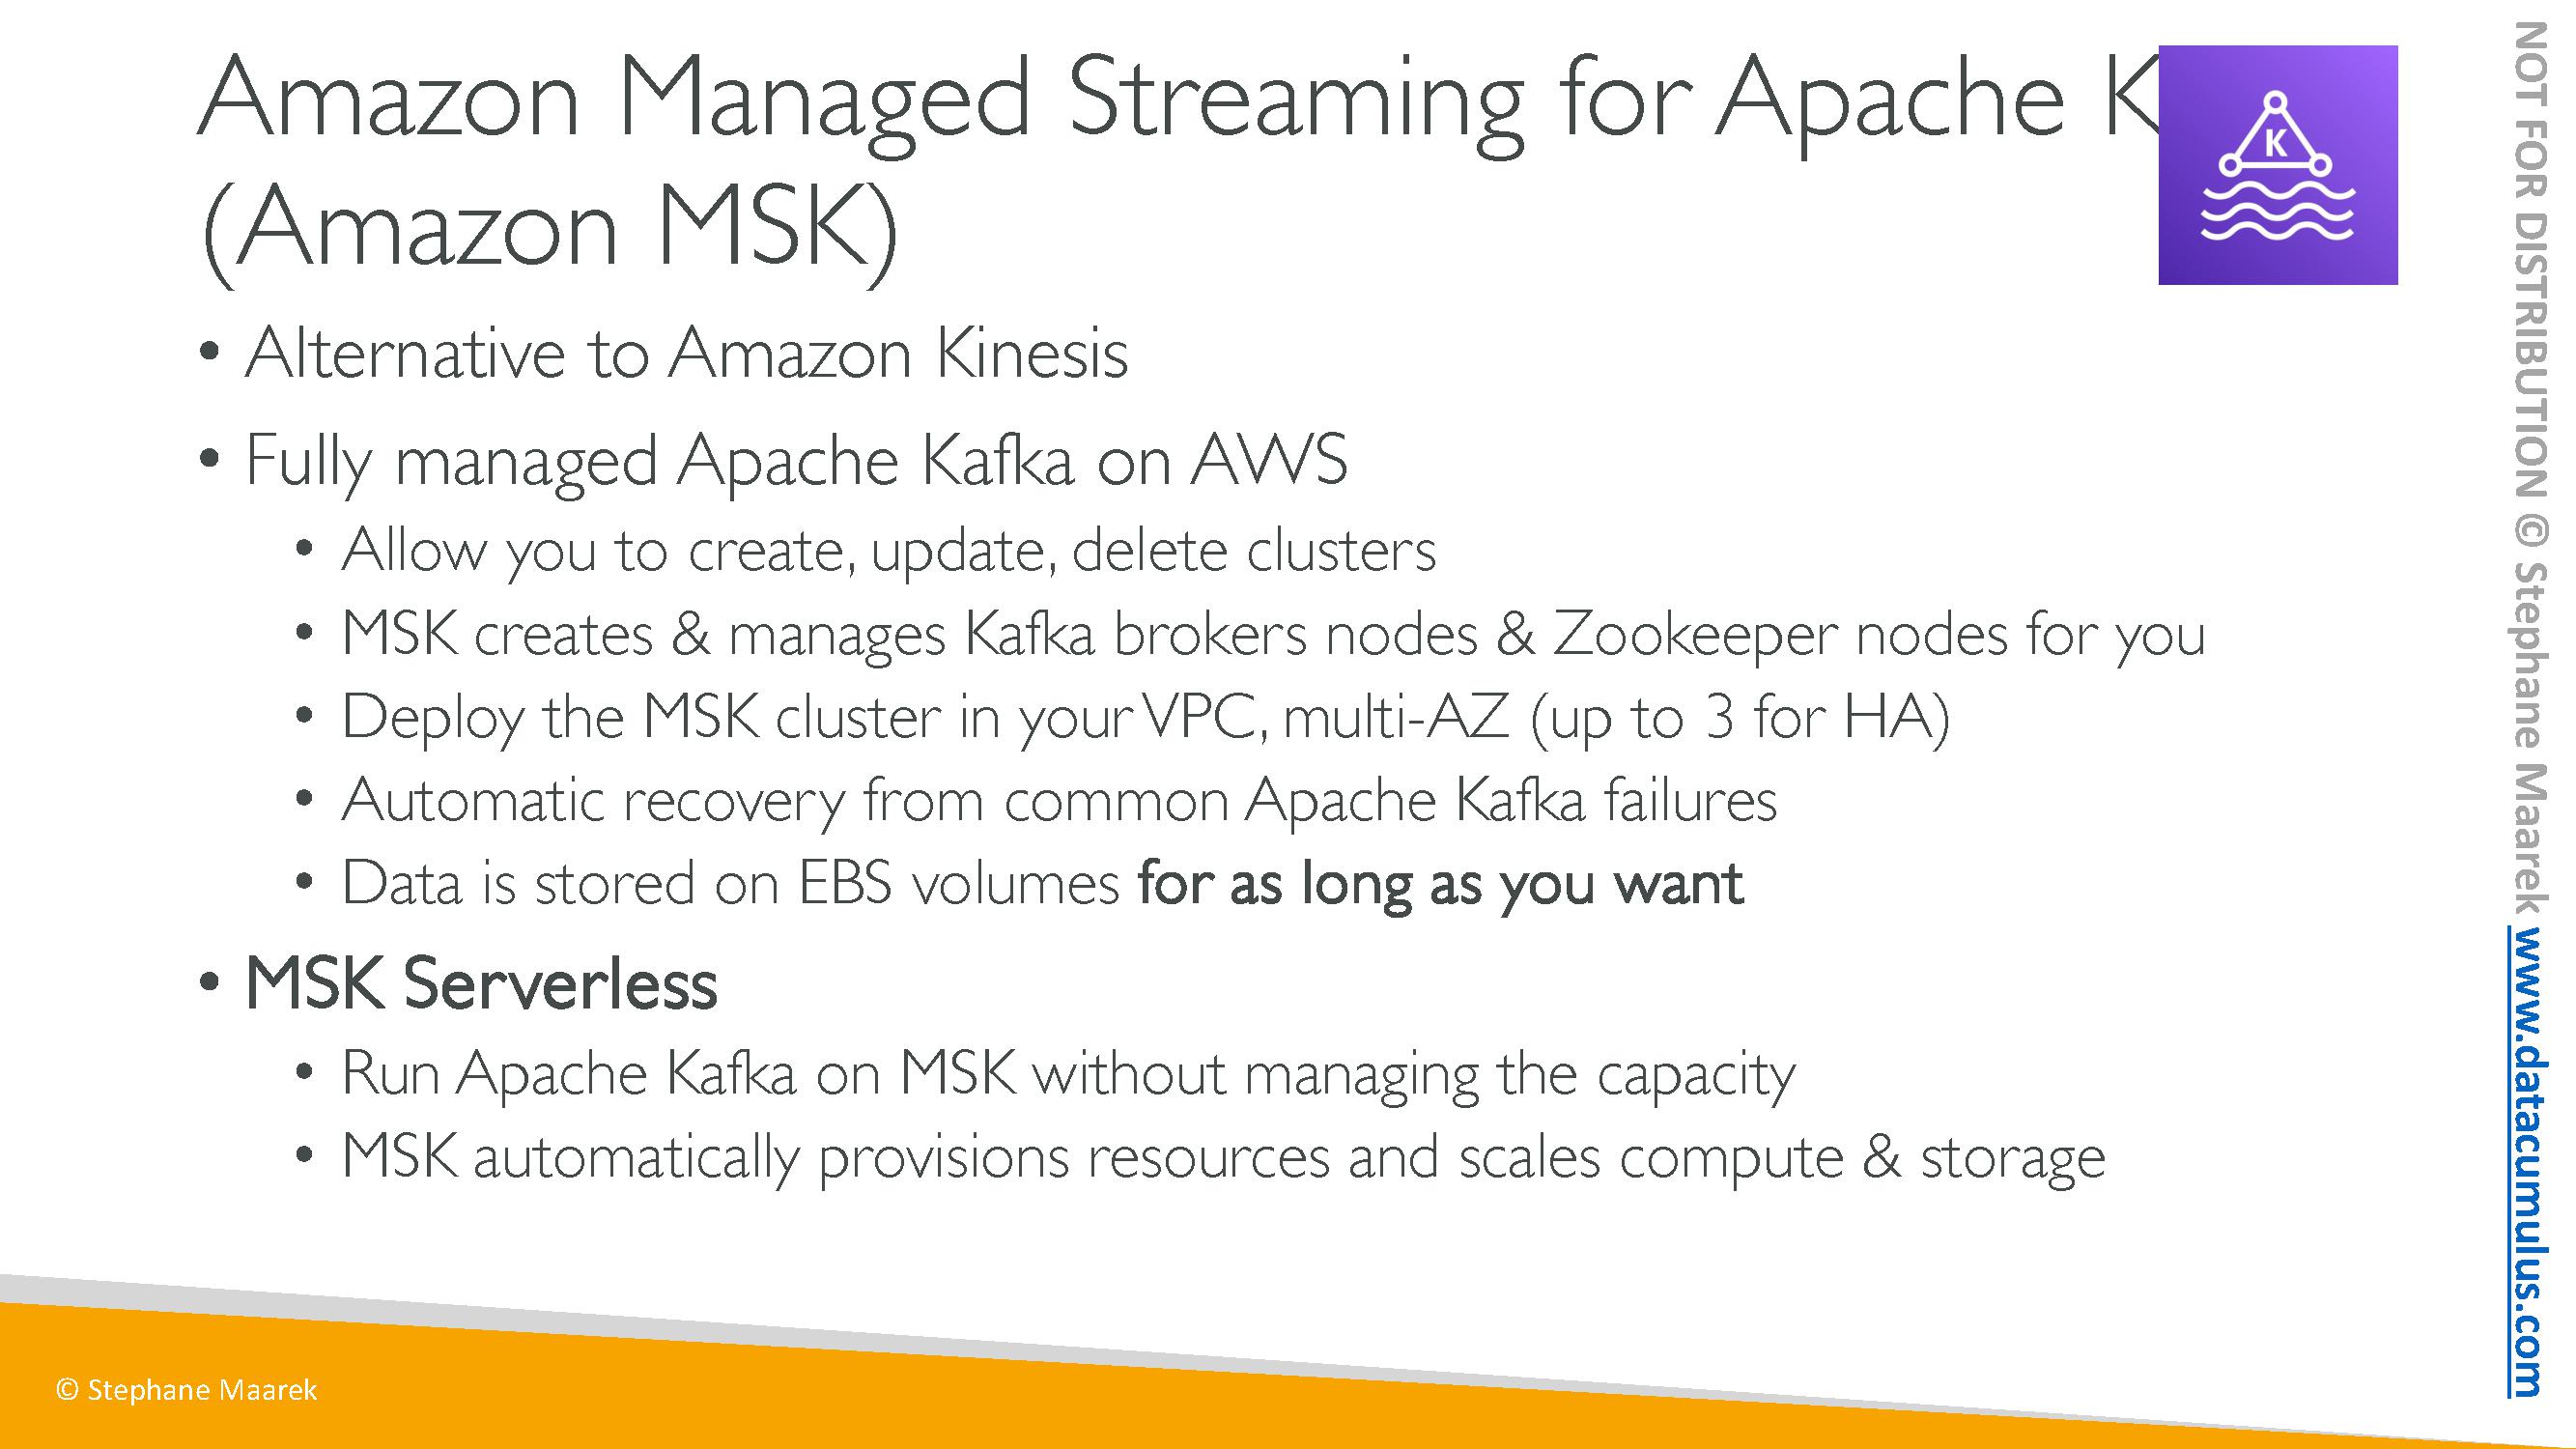 Amazon Managed Streaming for Apache K
(Amazon MSK)
K
• Alternative to Amazon Kinesis
• Fully managed Apache Kafka on AWS
• Allow you to create, update, delete clusters
• MSK creates & manages Kafka brokers nodes & Zookeeper nodes for you
• Deploy the MSK cluster in your VPC, multi-AZ (up to 3 for HA)
• Automatic recovery from common Apache Kafka failures
• Data is stored on EBS volumes for as long as you want
• MSK Serverless
• Run Apache Kafka on MSK without managing the capacity
• MSK automatically provisions resources and scales compute & storage
© Stephane Maarek
NOT FOR DISTRIBUTION © Stephane Maarek www.datacumulus.com